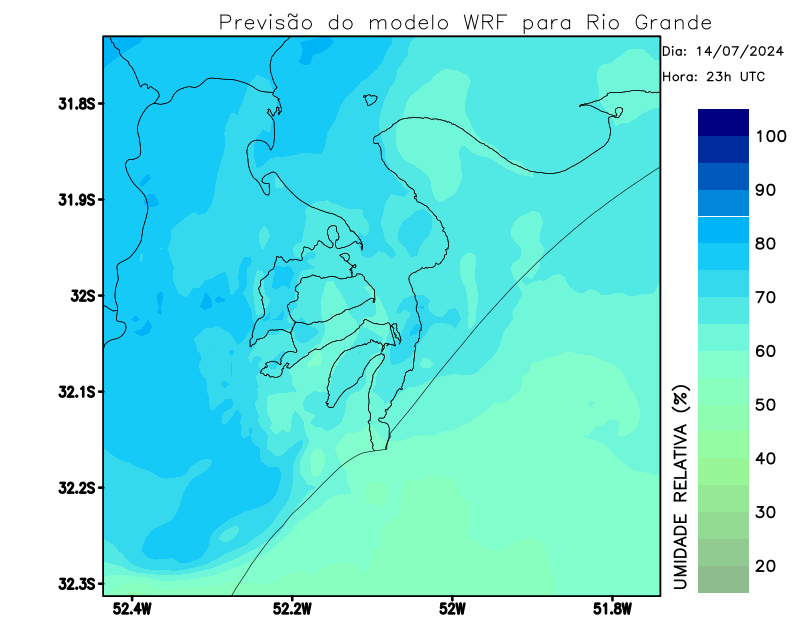 Previsão do modelo WRF para Rio Grande
Dia: 14/07/2024
Hora: 23h UTC
31.8S
31.9S
32S
32.1S
32.2S
32.3S
52.4W
52.2W
52W
51.8W
100
90
80
70
60
50
40
30
20
UMIDADE RELATIVA (%)